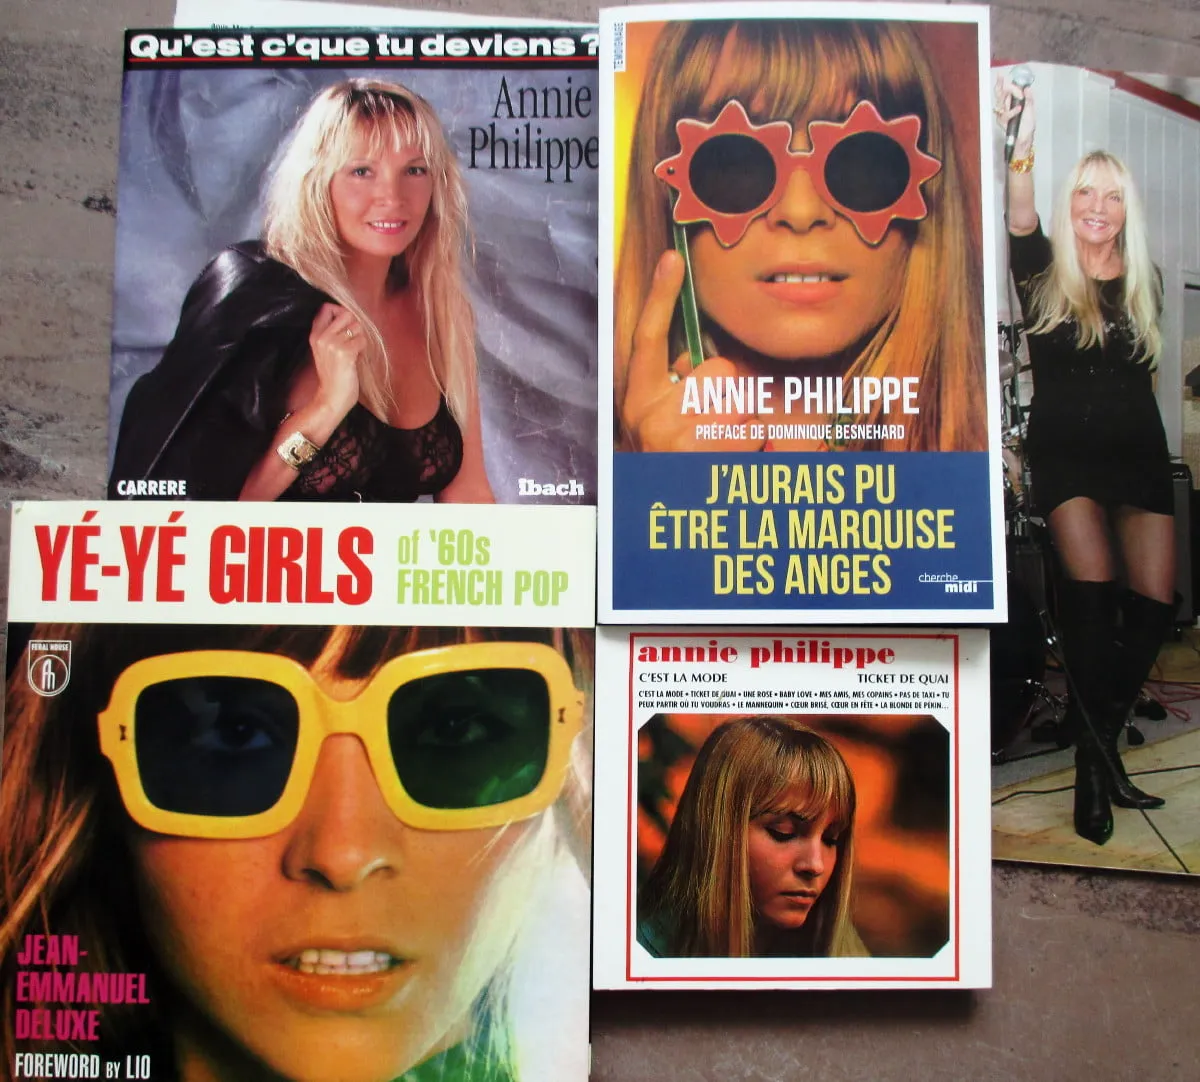 Qu'est c'que tu deviens ?
Annie
Philippe
CARRERE
ibach
TÉMOIGNAGE
ANNIE PHILIPPE
PRÉFACE DE DOMINIQUE BESNEHARD
J'AURAIS PU
ÊTRE LA MARQUISE
DES ANGES
cherche
midi
YÉ-YÉ GIRLS
of '60s
FRENCH POP
FERAL HOUSE
JEAN-
EMMANUEL
DELUXE
FOREWORD BY LIO
annie philippe
C'EST LA MODE TICKET DE QUAI
C'EST LA MODE • TICKET DE QUAI • UNE ROSE • BABY LOVE • MES AMIS, MES COPAINS • PAS DE TAXI • TU
PEUX PARTIR OÙ TU VOUDRAS • LE MANNEQUIN • CŒUR BRISÉ, CŒUR EN FÊTE • LA BLONDE DE PÉKIN...